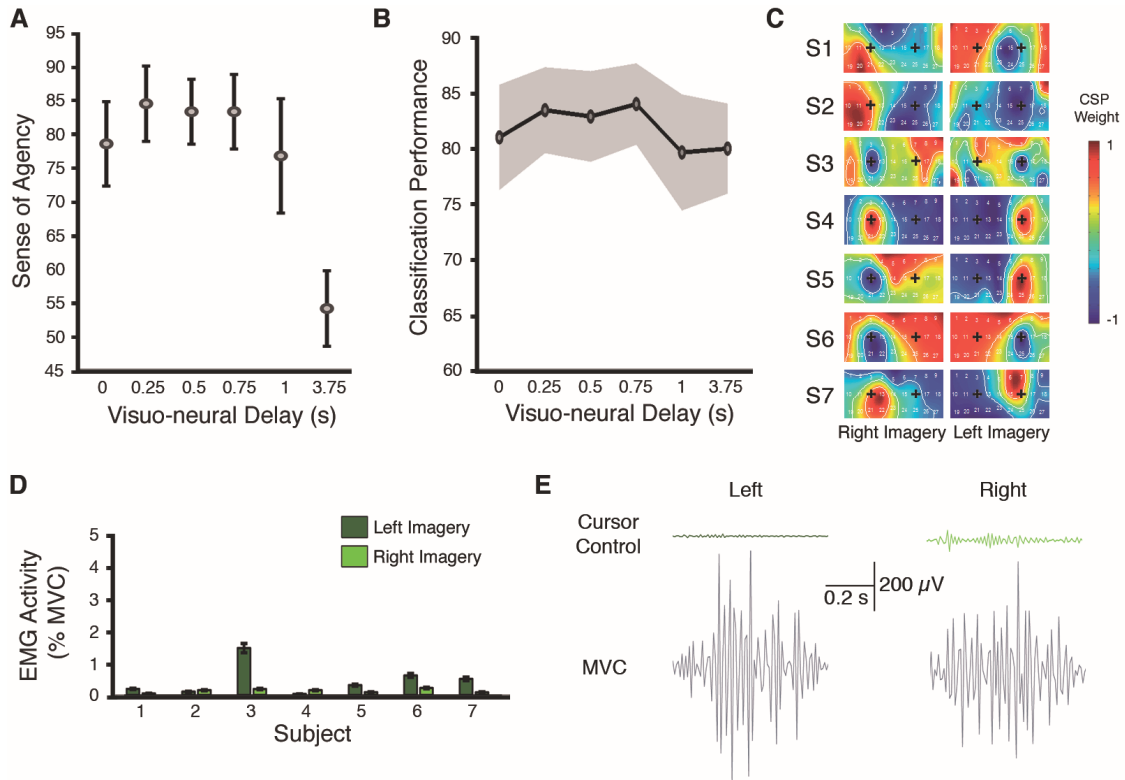 A
95
90
85
80
75
70
65
60
55
50
45
Sense of Agency
0 0.25 0.5 0.75 1 3.75
Visuo-neural Delay (s)
B
90
85
80
75
70
65
60
Classification Performance
0 0.25 0.5 0.75 1 3.75
Visuo-neural Delay (s)
C
S1
S2
S3
S4
S5
S6
S7
Right Imagery Left Imagery
CSP
Weight
1
-1
D
Left Imagery
Right Imagery
5
4
3
2
1
0
EMG Activity
(% MVC)
1 2 3 4 5 6 7
Subject
E
Left Right
Cursor
Control
0.2 s 200 µV
MVC